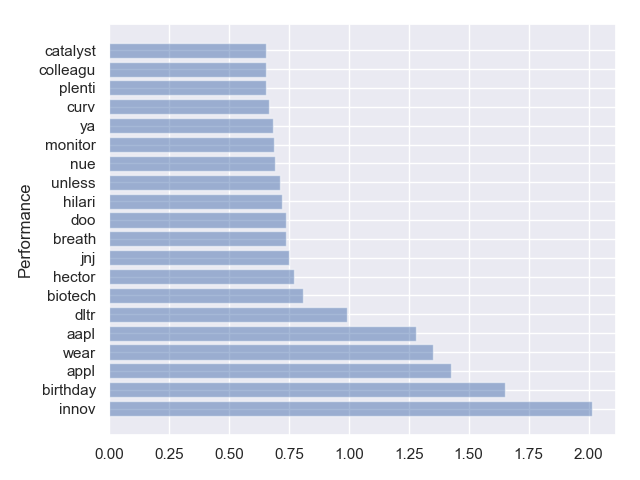 catalyst
colleagu
plenti
curv
ya
monitor
nue
unless
hilari
doo
breath
jnj
hector
biotech
dltr
aapl
wear
appl
birthday
innov
Performance
0.00 0.25 0.50 0.75 1.00 1.25 1.50 1.75 2.00